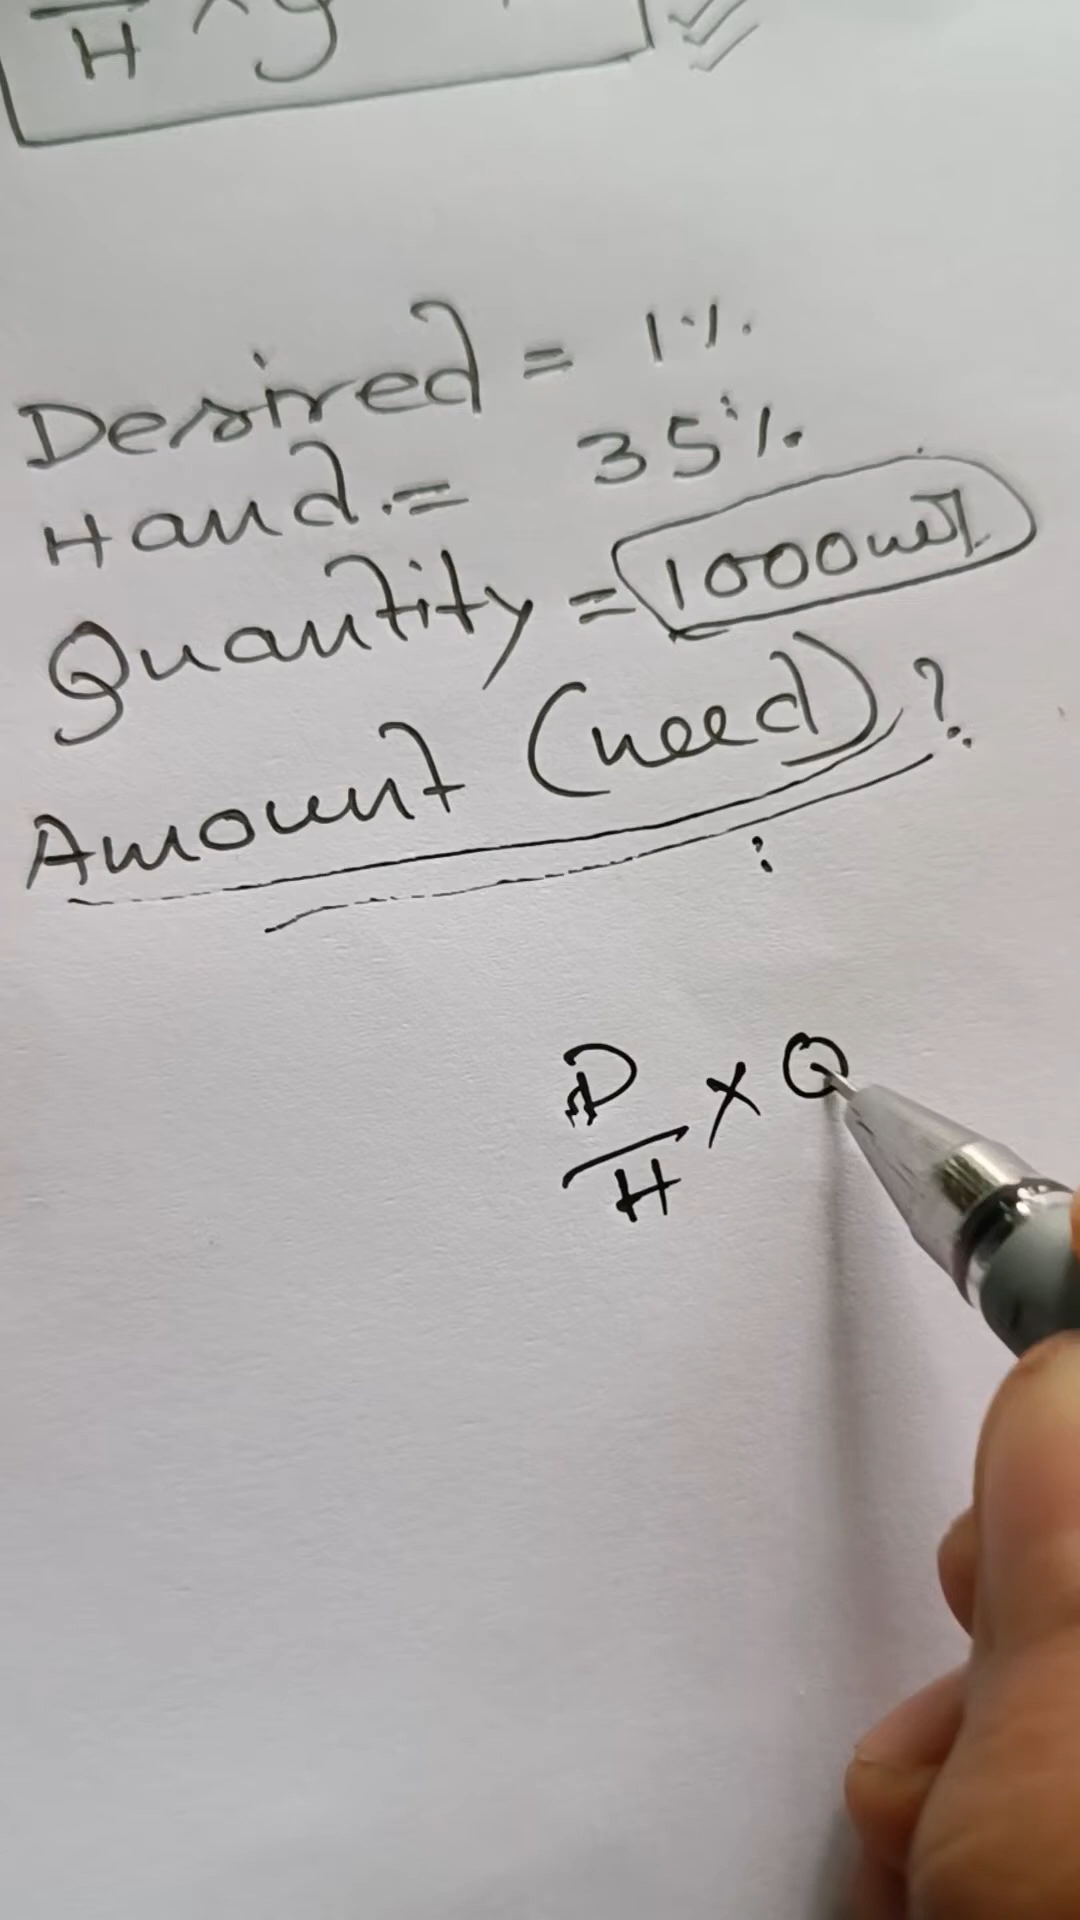 H × y
Desired = 1%.
Hand. = 35%.
Quantity = 1000ml
Amount (need)?
:
D
— × Q
H